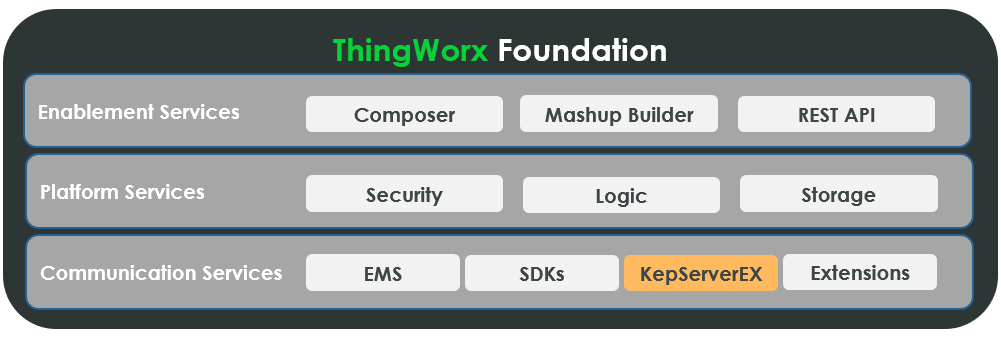 ThingWorx Foundation
Enablement Services
Composer
Mashup Builder
REST API
Platform Services
Security
Logic
Storage
Communication Services
EMS
SDKs
KepServerEX
Extensions